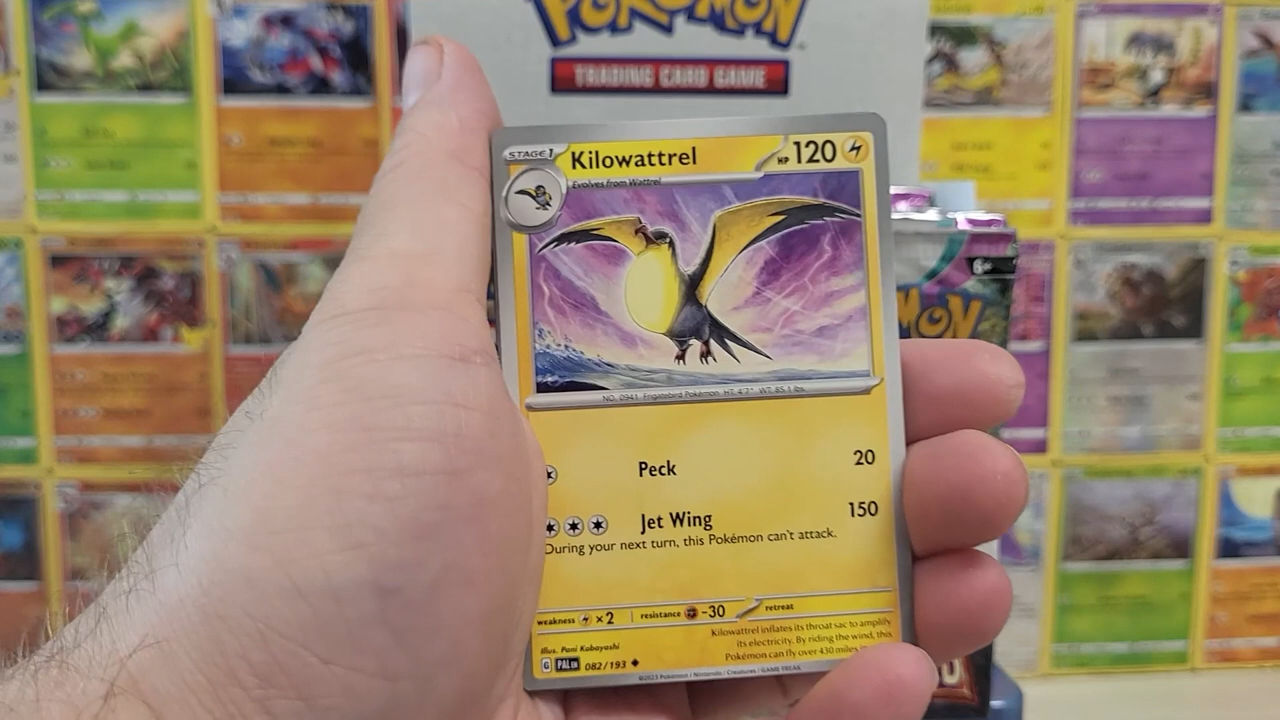 POKÉMON
TRADING CARD GAME
STAGE1 Kilowattrel HP 120
Evolves from Wattrel
NO. 0941 Frigatebird Pokémon HT. 4'7" WT. 85.1 lbs.
Peck 20
Jet Wing 150
During your next turn, this Pokémon can't attack.
weakness ×2 resistance -30 retreat
Kilowattrel inflates its throat sac to amplify
its electricity. By riding the wind, this
Pokémon can fly over 430 miles
Illus. Pani Kobayashi
G PAL EN 082/193
©2023 Pokémon / Nintendo / Creatures / GAME FREAK
MON